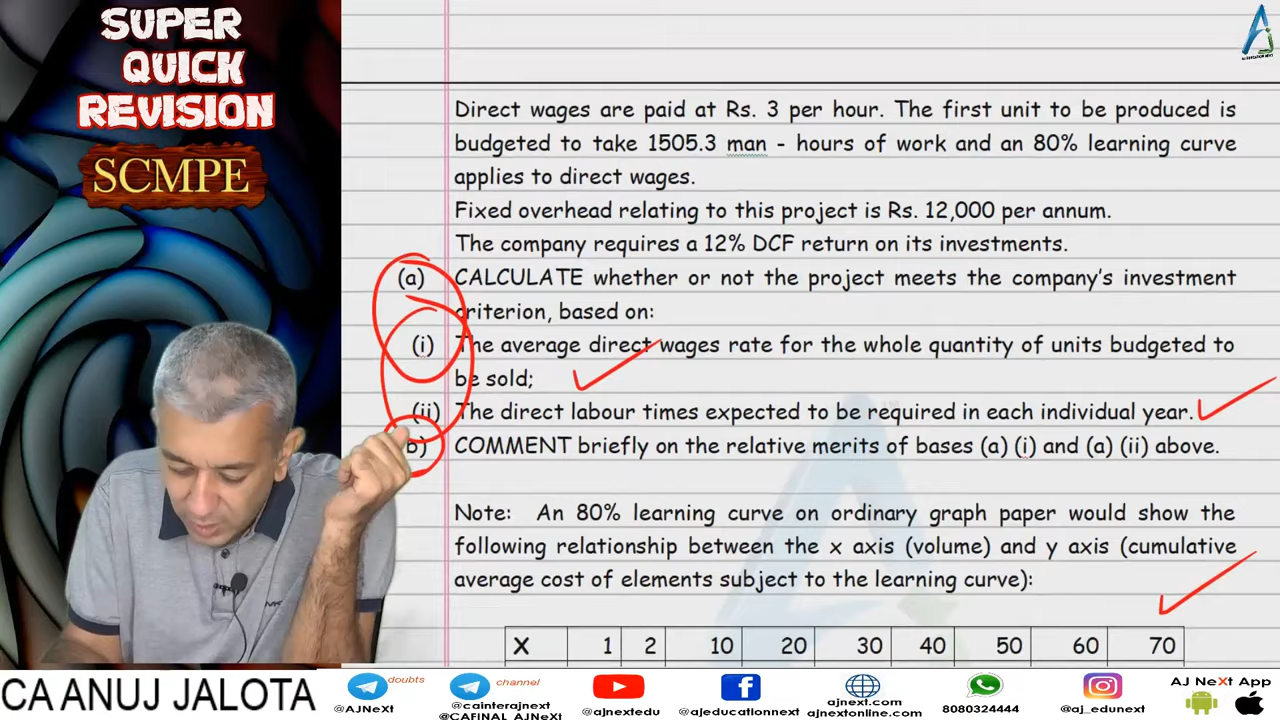 SUPER
QUICK
REVISION
SCMPE
Direct wages are paid at Rs. 3 per hour. The first unit to be produced is
budgeted to take 1505.3 man - hours of work and an 80% learning curve
applies to direct wages.
Fixed overhead relating to this project is Rs. 12,000 per annum.
The company requires a 12% DCF return on its investments.
(a) CALCULATE whether or not the project meets the company's investment
criterion, based on:
(i) The average direct wages rate for the whole quantity of units budgeted to
be sold;
(ii) The direct labour times expected to be required in each individual year.
b) COMMENT briefly on the relative merits of bases (a) (i) and (a) (ii) above.
Note: An 80% learning curve on ordinary graph paper would show the
following relationship between the x axis (volume) and y axis (cumulative
average cost of elements subject to the learning curve):
X 1 2 10 20 30 40 50 60 70
CA ANUJ JALOTA
doubts
@AJNeXt
channel
@cainterajnext
@CAFINAL_AJNeXt
@ajnextedu
@ajeducationnext
ajnext.com
ajnextonline.com
8080324444
@aj_edunext
AJ NeXt App